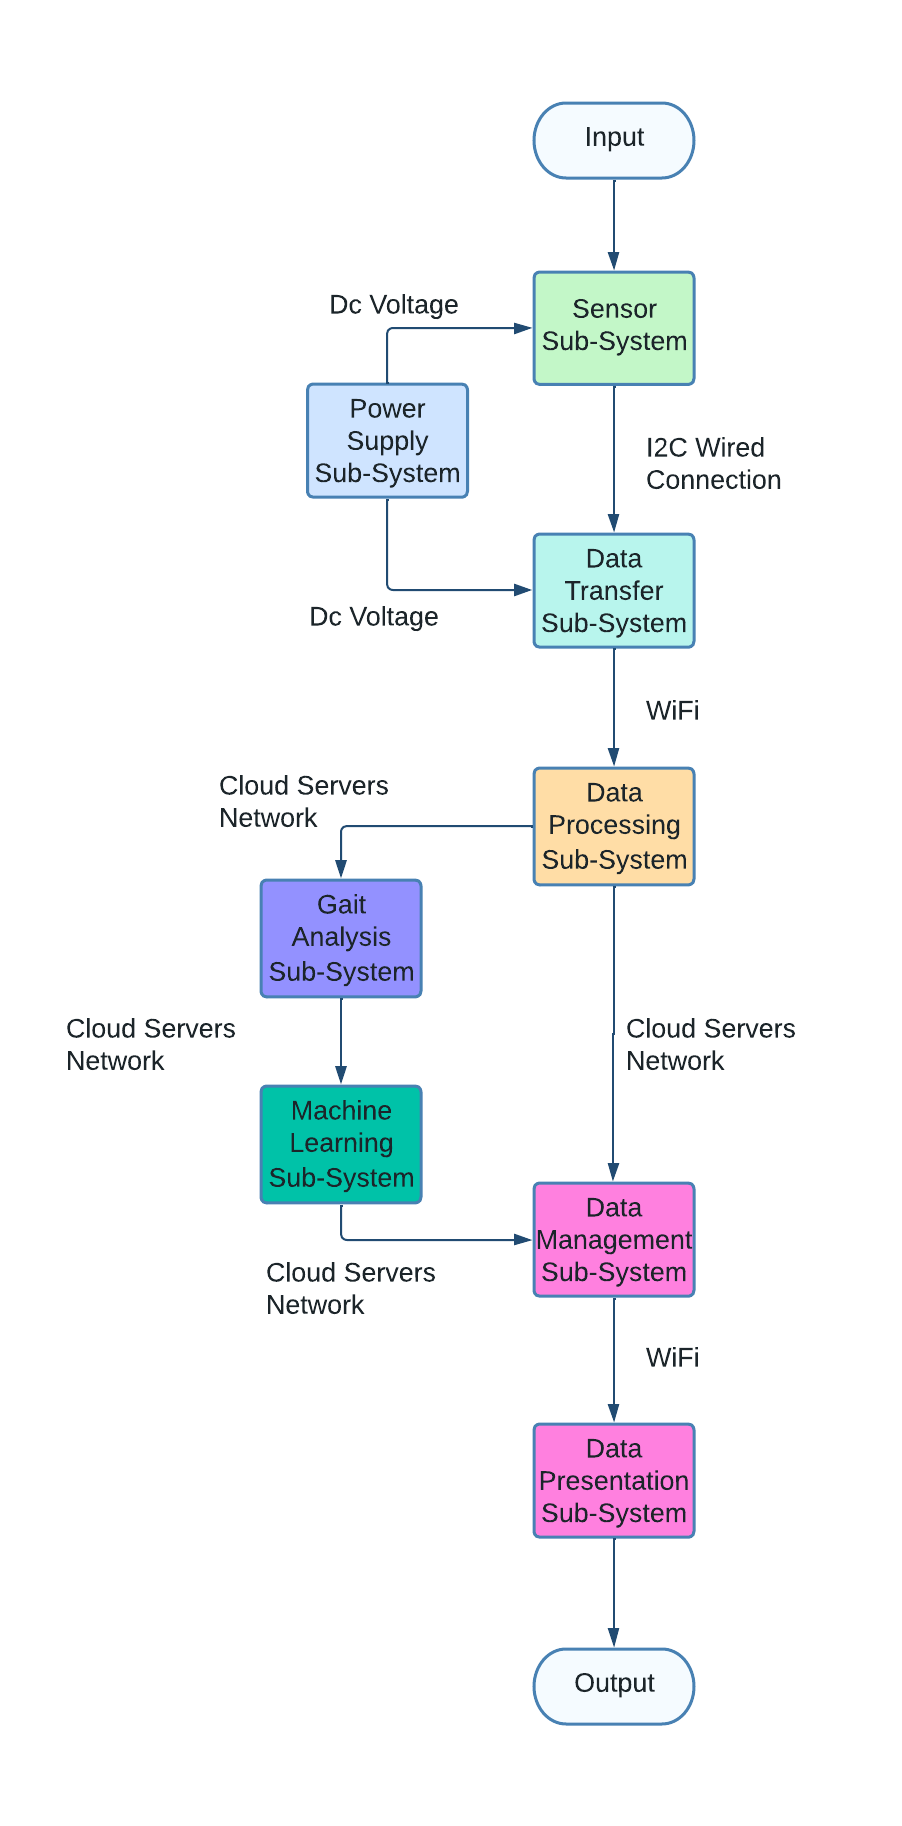 Input
Dc Voltage
Sensor
Sub-System
Power
Supply
Sub-System
I2C Wired
Connection
Data
Transfer
Sub-System
Dc Voltage
WiFi
Cloud Servers
Network
Data
Processing
Sub-System
Gait
Analysis
Sub-System
Cloud Servers
Network
Cloud Servers
Network
Machine
Learning
Sub-System
Data
Management
Sub-System
Cloud Servers
Network
WiFi
Data
Presentation
Sub-System
Output